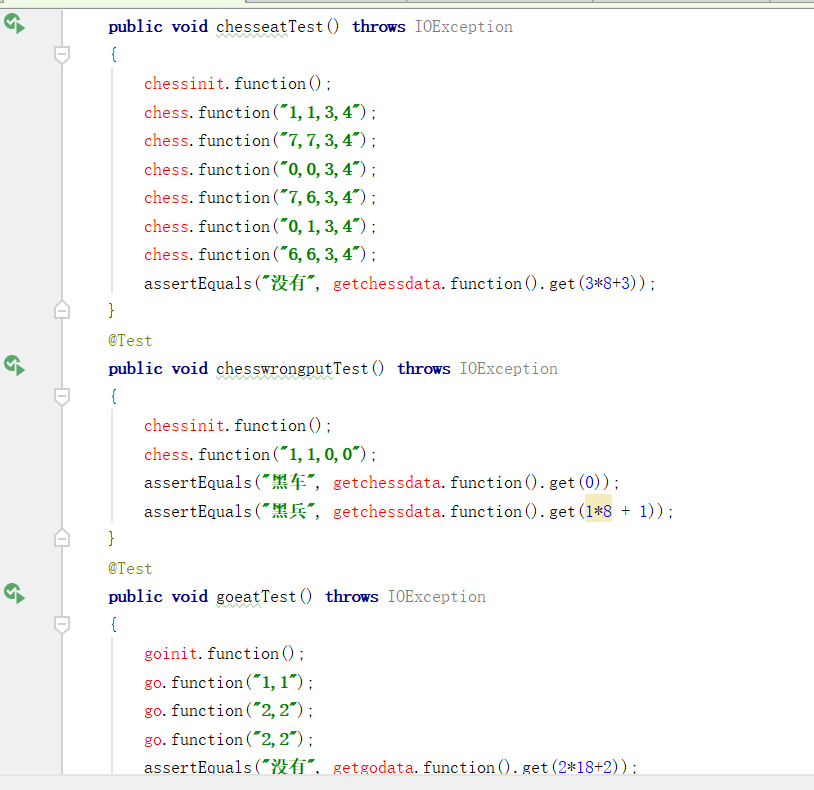 public void chesseatTest() throws IOException
{
chessinit.function();
chess.function("1,1,3,4");
chess.function("7,7,3,4");
chess.function("0,0,3,4");
chess.function("7,6,3,4");
chess.function("0,1,3,4");
chess.function("6,6,3,4");
assertEquals("没有", getchessdata.function().get(3*8+3));
}
@Test
public void chesswrongputTest() throws IOException
{
chessinit.function();
chess.function("1,1,0,0");
assertEquals("黑车", getchessdata.function().get(0));
assertEquals("黑兵", getchessdata.function().get(1*8 + 1));
}
@Test
public void goeatTest() throws IOException
{
goinit.function();
go.function("1,1");
go.function("2,2");
go.function("2,2");
assertEquals("没有", getgodata.function().get(2*18+2));